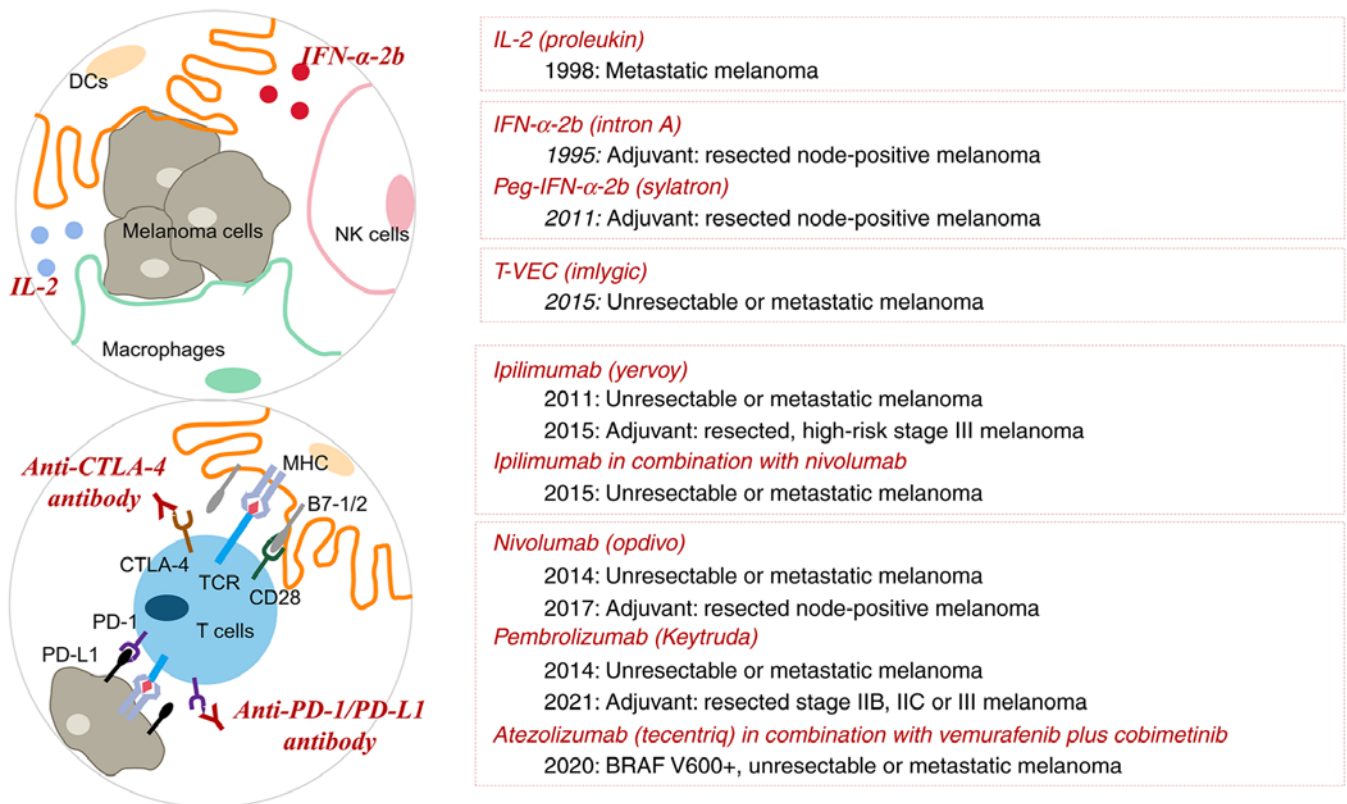 IFN-α-2b
DCs
Melanoma cells
NK cells
IL-2
Macrophages
Anti-CTLA-4
antibody
MHC
B7-1/2
CTLA-4
TCR
CD28
PD-1
T cells
PD-L1
Anti-PD-1/PD-L1
antibody
IL-2 (proleukin)
1998: Metastatic melanoma
IFN-α-2b (intron A)
1995: Adjuvant: resected node-positive melanoma
Peg-IFN-α-2b (sylatron)
2011: Adjuvant: resected node-positive melanoma
T-VEC (imlygic)
2015: Unresectable or metastatic melanoma
Ipilimumab (yervoy)
2011: Unresectable or metastatic melanoma
2015: Adjuvant: resected, high-risk stage III melanoma
Ipilimumab in combination with nivolumab
2015: Unresectable or metastatic melanoma
Nivolumab (opdivo)
2014: Unresectable or metastatic melanoma
2017: Adjuvant: resected node-positive melanoma
Pembrolizumab (Keytruda)
2014: Unresectable or metastatic melanoma
2021: Adjuvant: resected stage IIB, IIC or III melanoma
Atezolizumab (tecentriq) in combination with vemurafenib plus cobimetinib
2020: BRAF V600+, unresectable or metastatic melanoma